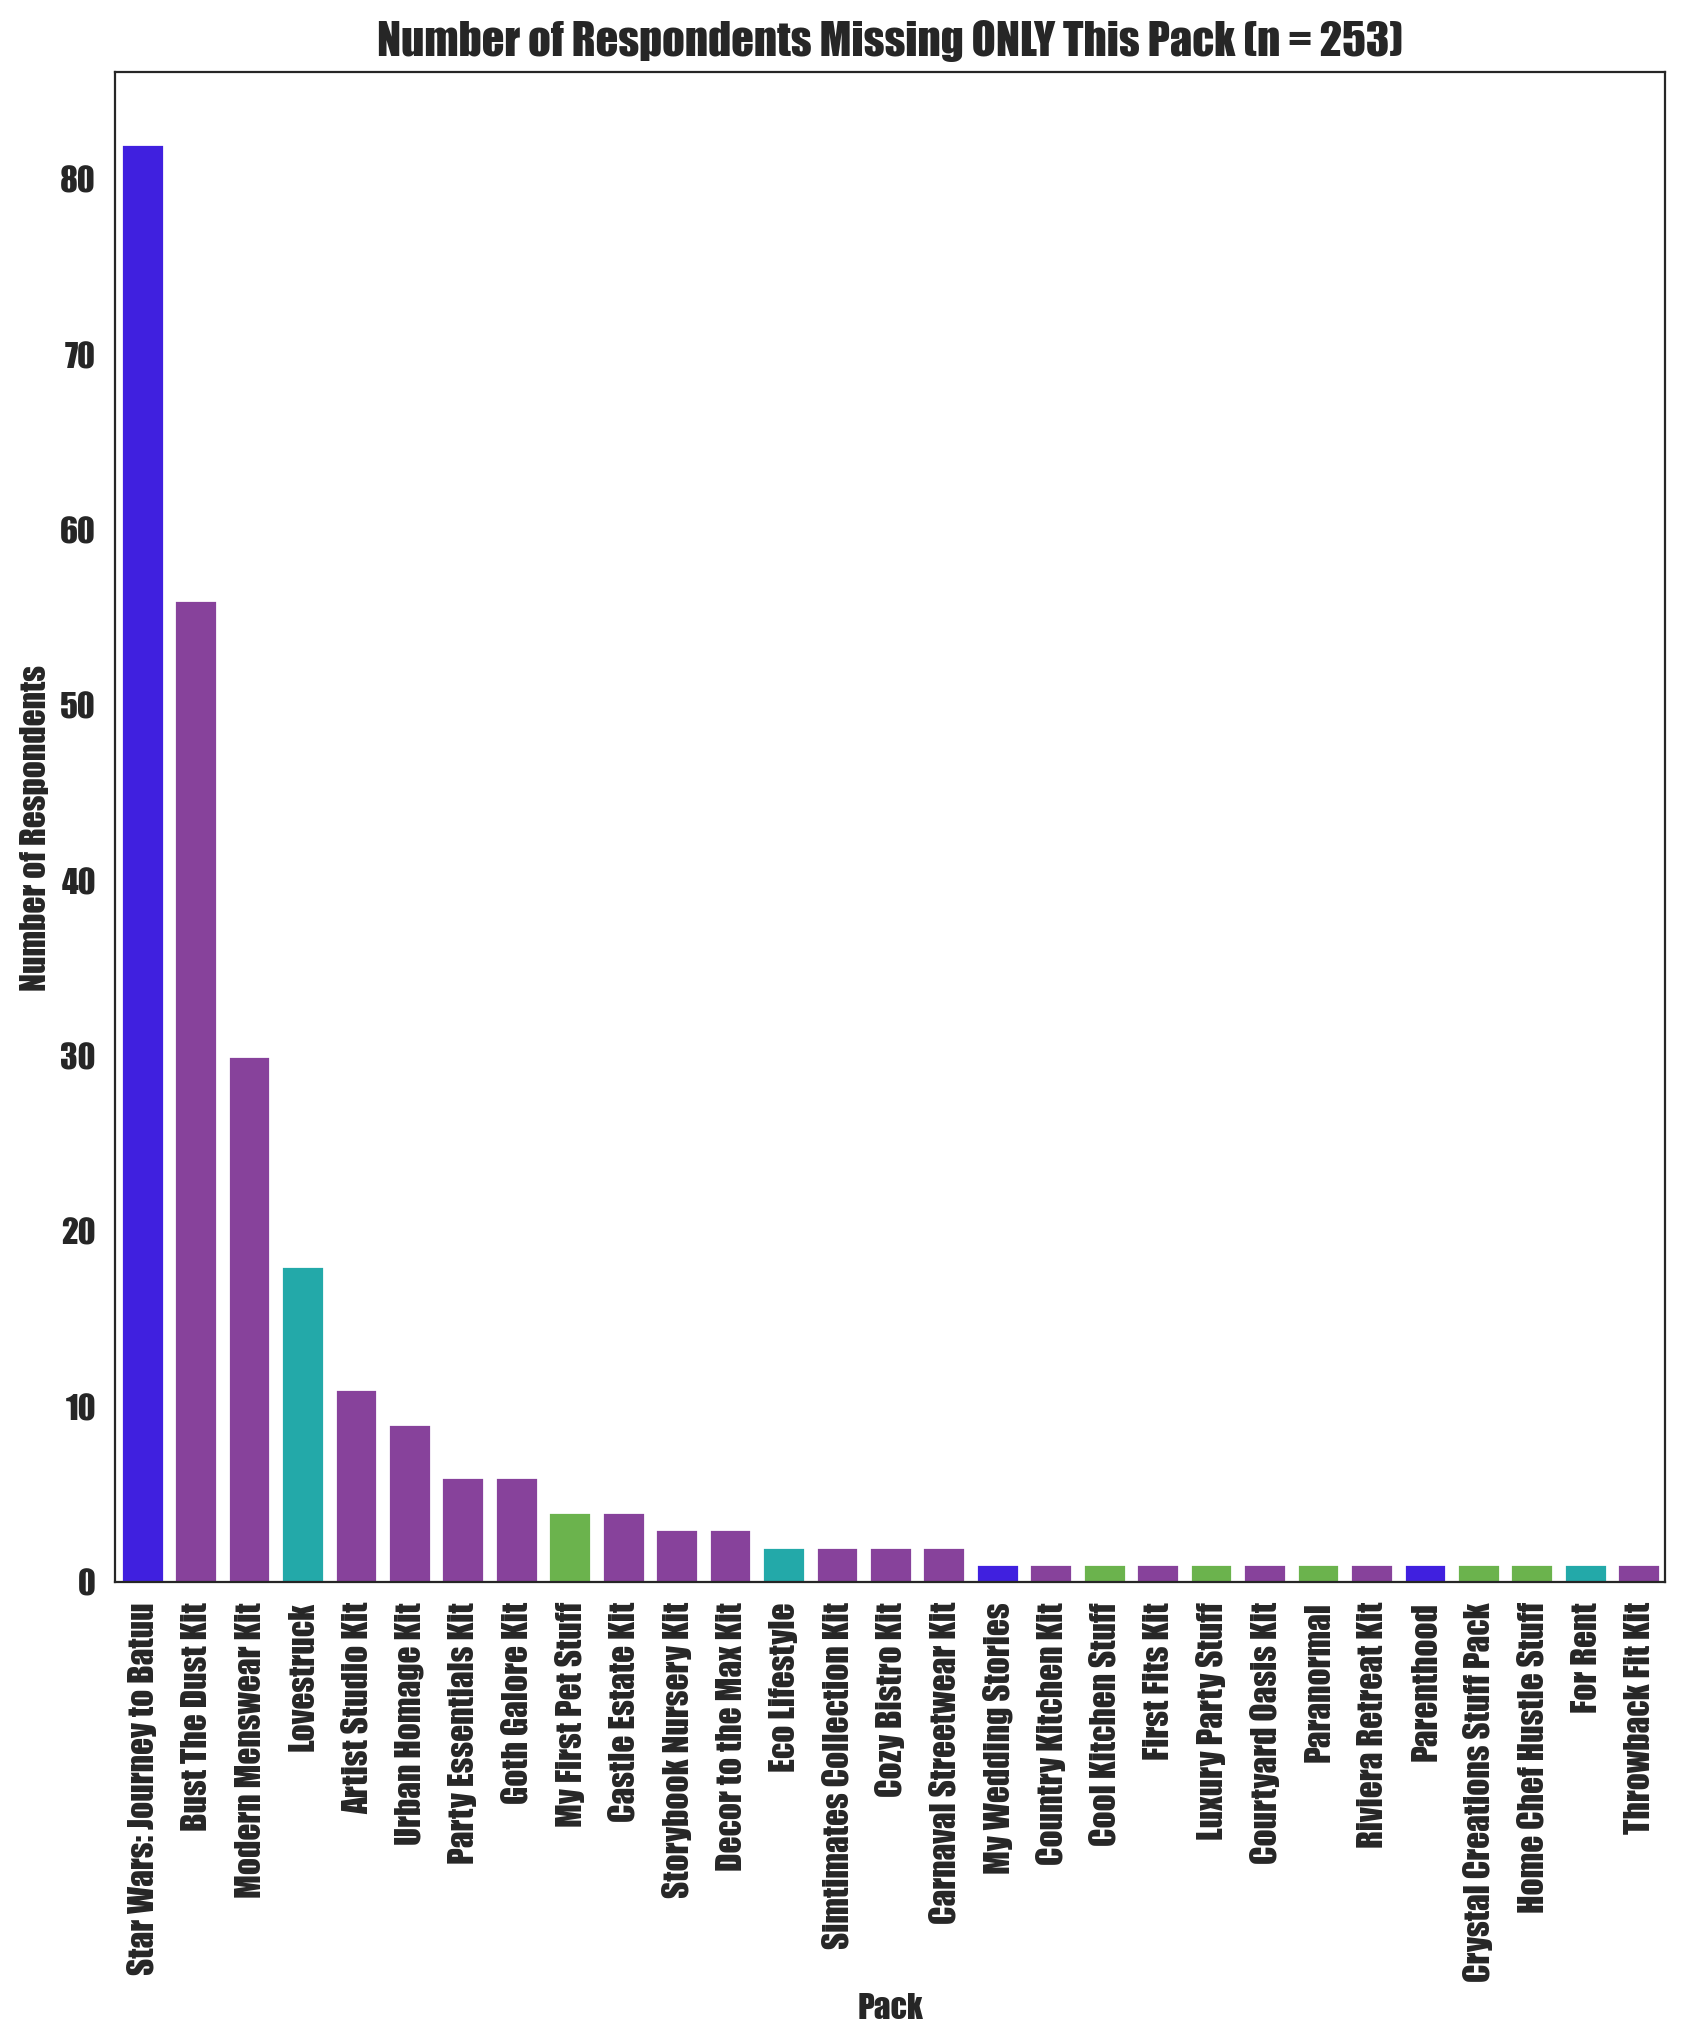 Number of Respondents Missing ONLY This Pack (n = 253)
Number of Respondents
80
70
60
50
40
30
20
10
0
Star Wars: Journey to Batuu
Bust The Dust Kit
Modern Menswear Kit
Lovestruck
Artist Studio Kit
Urban Homage Kit
Party Essentials Kit
Goth Galore Kit
My First Pet Stuff
Castle Estate Kit
Storybook Nursery Kit
Decor to the Max Kit
Eco Lifestyle
Simtimates Collection Kit
Cozy Bistro Kit
Carnaval Streetwear Kit
My Wedding Stories
Country Kitchen Kit
Cool Kitchen Stuff
First Fits Kit
Luxury Party Stuff
Courtyard Oasis Kit
Paranormal
Riviera Retreat Kit
Parenthood
Crystal Creations Stuff Pack
Home Chef Hustle Stuff
For Rent
Throwback Fit Kit
Pack